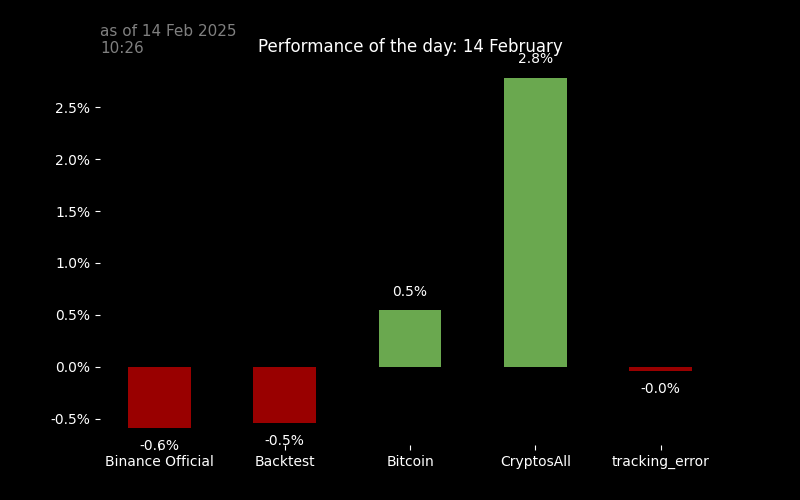 as of 14 Feb 2025
10:26
Performance of the day: 14 February
2.8%
2.5%
2.0%
1.5%
1.0%
0.5%
0.5%
0.0%
-0.0%
-0.5%
-0.6%
-0.5%
Binance Official
Backtest
Bitcoin
CryptosAll
tracking_error